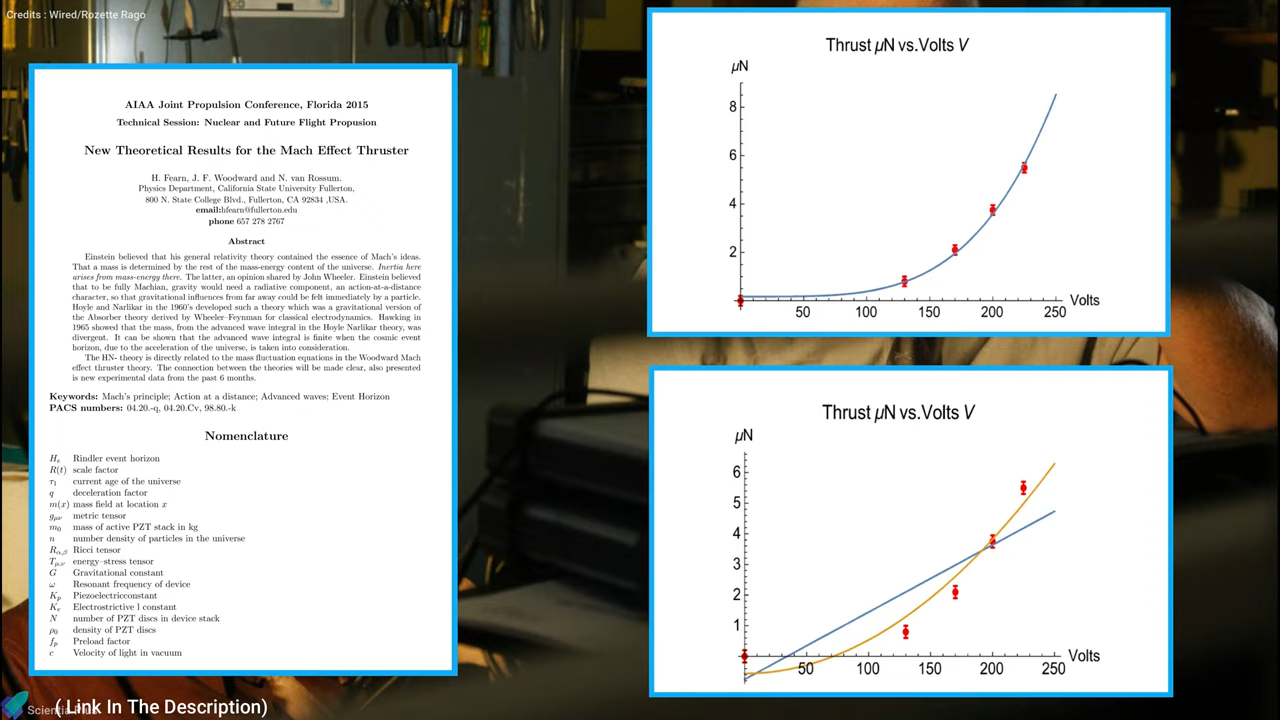 Credits : Wired/Rozette Rago
AIAA Joint Propulsion Conference, Florida 2015
Technical Session: Nuclear and Future Flight Propusion
New Theoretical Results for the Mach Effect Thruster
H. Fearn, J. F. Woodward and N. van Rossum.
Physics Department, California State University Fullerton,
800 N. State College Blvd., Fullerton, CA 92834 ,USA.
email:hfearn@fullerton.edu
phone 657 278 2767
Abstract
Einstein believed that his general relativity theory contained the essence of Mach's ideas.
That a mass is determined by the rest of the mass-energy content of the universe. Inertia here
arises from mass-energy there. The latter, an opinion shared by John Wheeler. Einstein believed
that to be fully Machian, gravity would need a radiative component, an action-at-a-distance
character, so that gravitational influences from far away could be felt immediately by a particle.
Hoyle and Narlikar in the 1960's developed such a theory which was a gravitational version of
the Absorber theory derived by Wheeler–Feynman for classical electrodynamics. Hawking in
1965 showed that the mass, from the advanced wave integral in the Hoyle Narlikar theory, was
divergent. It can be shown that the advanced wave integral is finite when the cosmic event
horizon, due to the acceleration of the universe, is taken into consideration.
The HN- theory is directly related to the mass fluctuation equations in the Woodward Mach
effect thruster theory. The connection between the theories will be made clear, also presented
is new experimental data from the past 6 months.
Keywords: Mach's principle; Action at a distance; Advanced waves; Event Horizon
PACS numbers: 04.20.-q, 04.20.Cv, 98.80.-k
Nomenclature
H_e Rindler event horizon
R(t) scale factor
τ₁ current age of the universe
q deceleration factor
m(x) mass field at location x
g_μν metric tensor
m₀ mass of active PZT stack in kg
n number density of particles in the universe
R_α,β Ricci tensor
T_μ,ν energy–stress tensor
G Gravitational constant
ω Resonant frequency of device
K_p Piezoelectricconstant
K_e Electrostrictive l constant
N number of PZT discs in device stack
ρ₀ density of PZT discs
f_p Preload factor
c Velocity of light in vacuum
Thrust μN vs.Volts V
μN
8
6
4
2
50 100 150 200 250 Volts
Thrust μN vs.Volts V
μN
6
5
4
3
2
1
50 100 150 200 250 Volts
( Link In The Description)